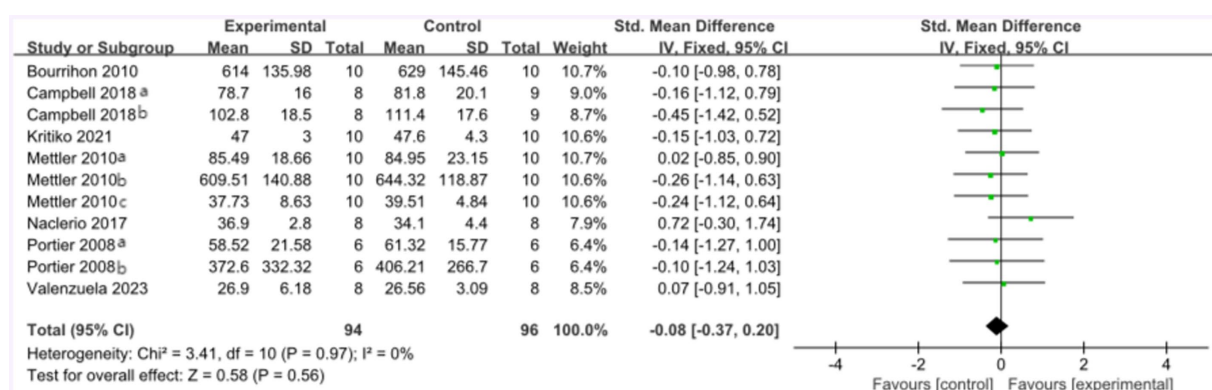 Experimental Control Std. Mean Difference Std. Mean Difference
Study or Subgroup Mean SD Total Mean SD Total Weight IV, Fixed, 95% CI IV, Fixed, 95% CI
Bourrihon 2010 614 135.98 10 629 145.46 10 10.7% -0.10 [-0.98, 0.78]
Campbell 2018 a 78.7 16 8 81.8 20.1 9 9.0% -0.16 [-1.12, 0.79]
Campbell 2018 b 102.8 18.5 8 111.4 17.6 9 8.7% -0.45 [-1.42, 0.52]
Kritiko 2021 47 3 10 47.6 4.3 10 10.6% -0.15 [-1.03, 0.72]
Mettler 2010a 85.49 18.66 10 84.95 23.15 10 10.7% 0.02 [-0.85, 0.90]
Mettler 2010b 609.51 140.88 10 644.32 118.87 10 10.6% -0.26 [-1.14, 0.63]
Mettler 2010c 37.73 8.63 10 39.51 4.84 10 10.6% -0.24 [-1.12, 0.64]
Naclerio 2017 36.9 2.8 8 34.1 4.4 8 7.9% 0.72 [-0.30, 1.74]
Portier 2008a 58.52 21.58 6 61.32 15.77 6 6.4% -0.14 [-1.27, 1.00]
Portier 2008b 372.6 332.32 6 406.21 266.7 6 6.4% -0.10 [-1.24, 1.03]
Valenzuela 2023 26.9 6.18 8 26.56 3.09 8 8.5% 0.07 [-0.91, 1.05]
Total (95% CI) 94 96 100.0% -0.08 [-0.37, 0.20]
Heterogeneity: Chi² = 3.41, df = 10 (P = 0.97); I² = 0%
Test for overall effect: Z = 0.58 (P = 0.56)
-4 -2 0 2 4
Favours [control] Favours [experimental]